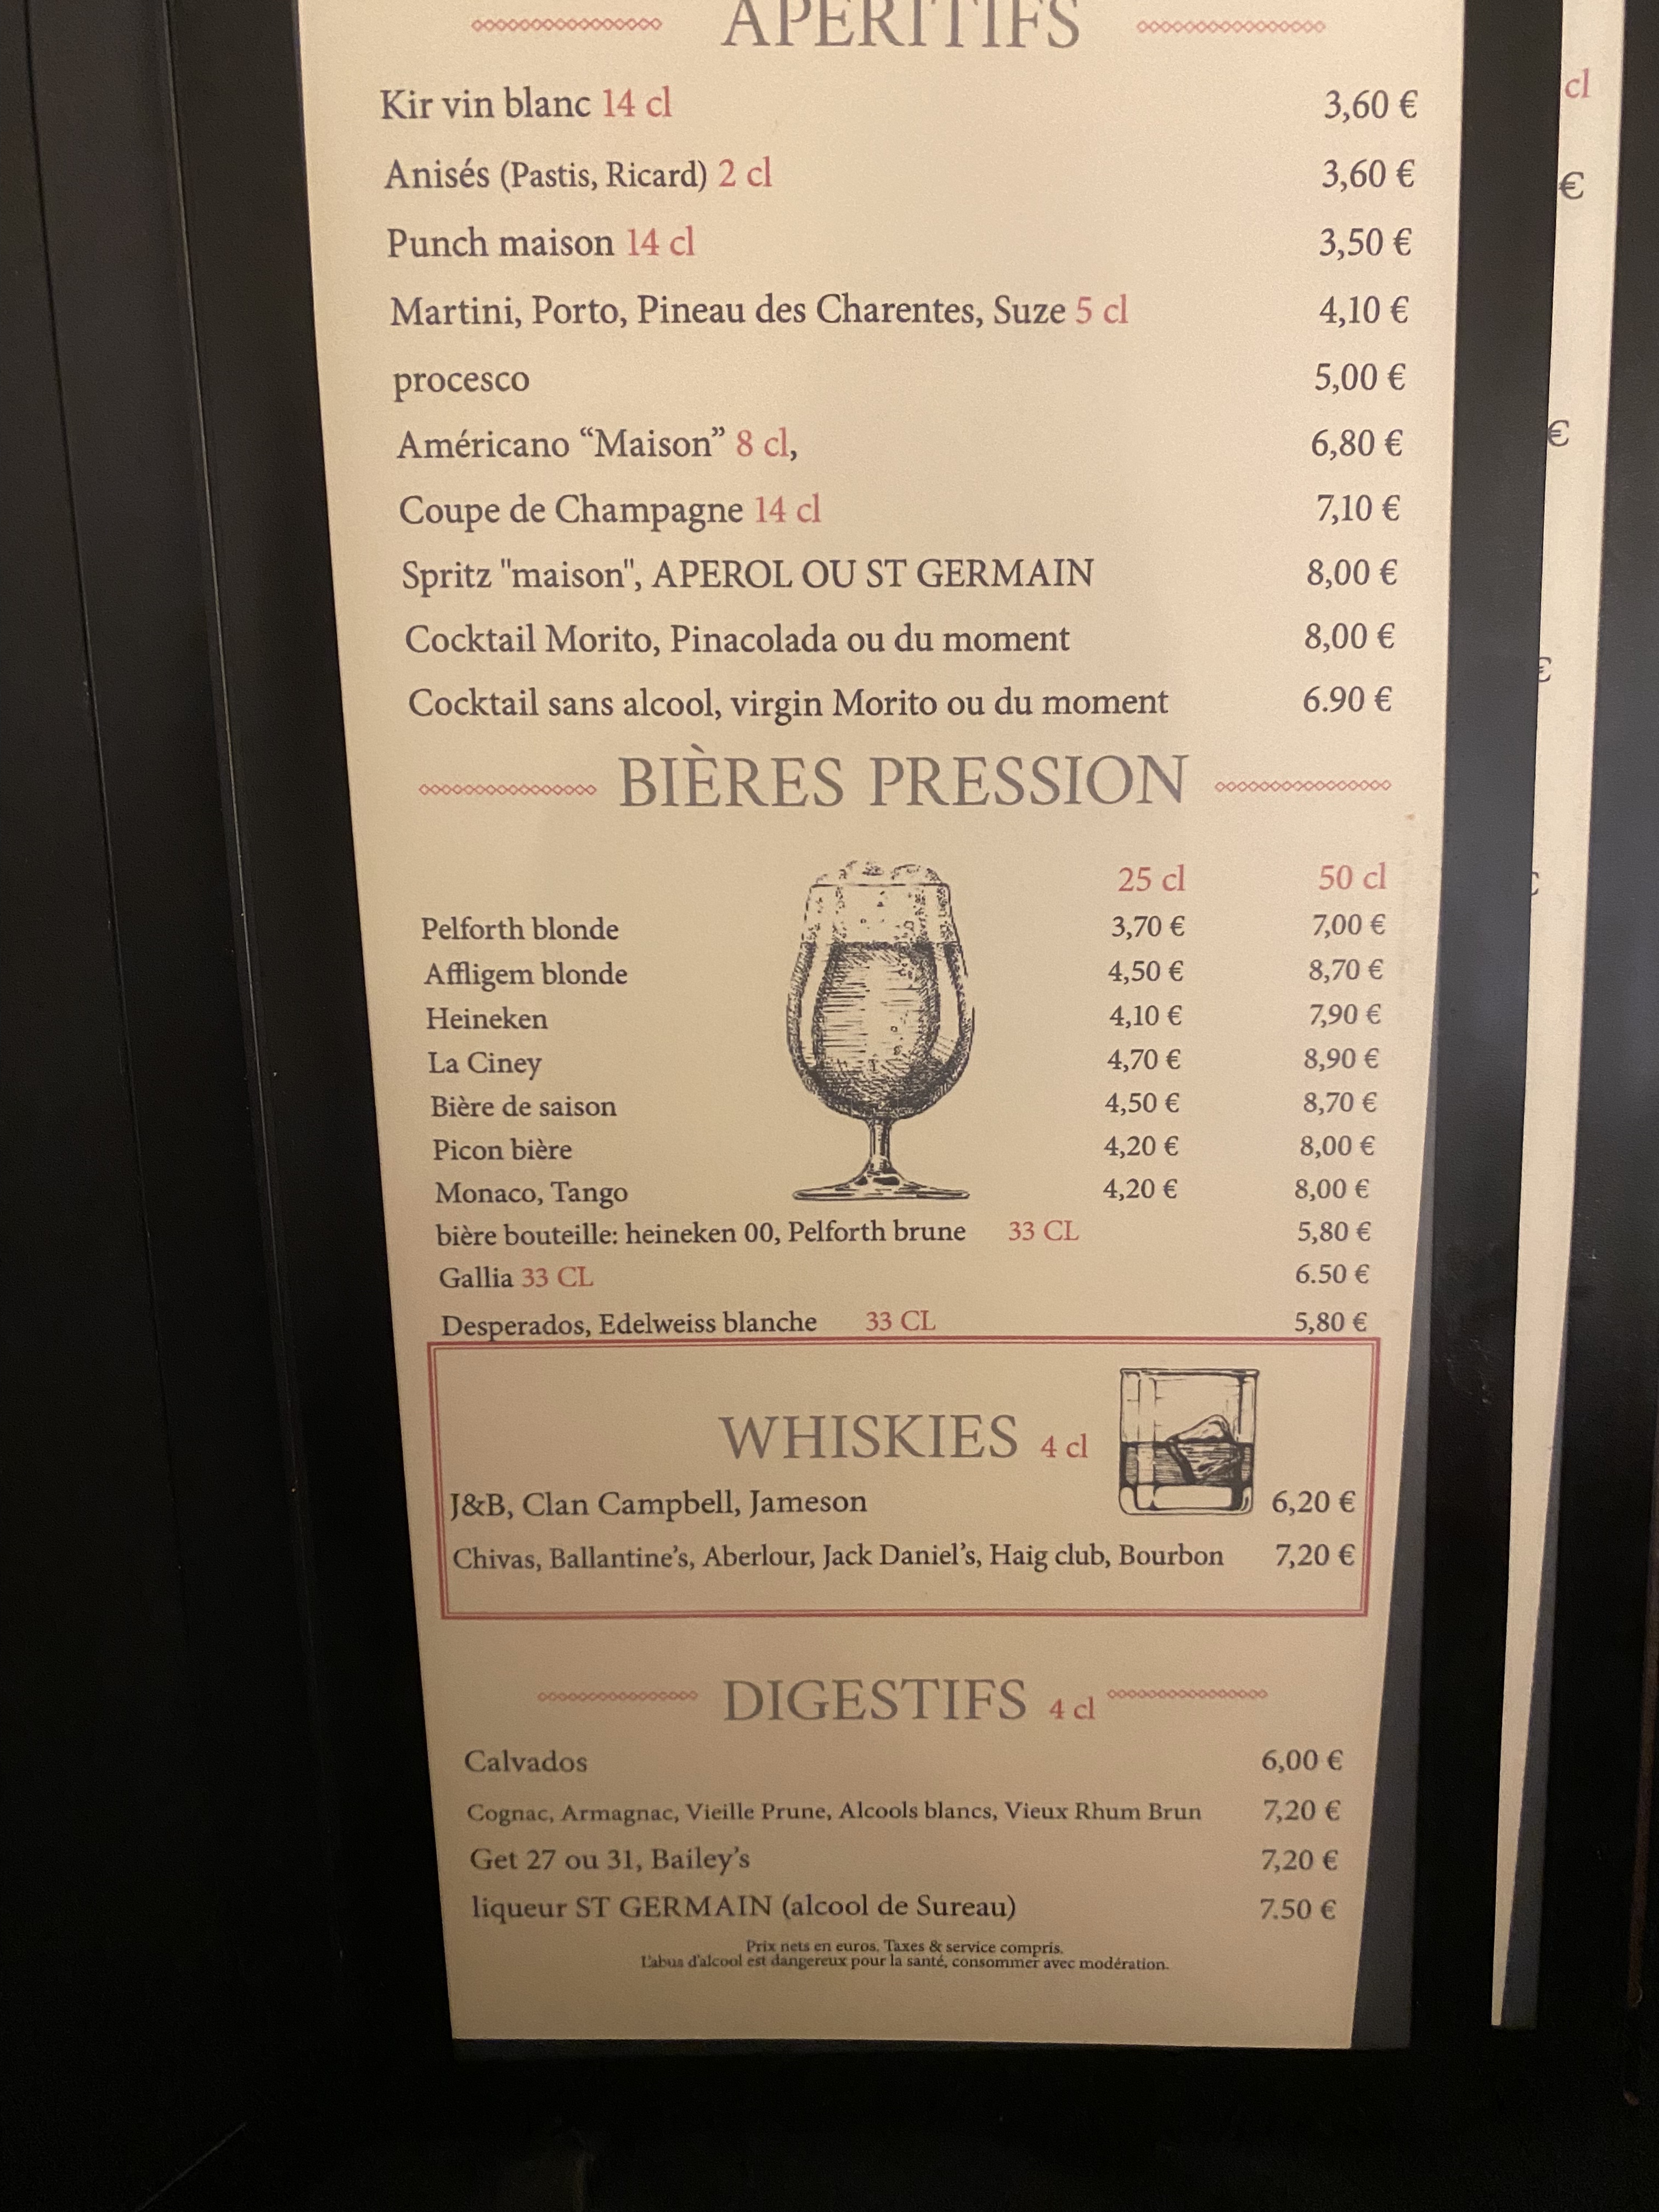 APÉRITIFS
Kir vin blanc 14 cl 3,60 €
Anisés (Pastis, Ricard) 2 cl 3,60 €
Punch maison 14 cl 3,50 €
Martini, Porto, Pineau des Charentes, Suze 5 cl 4,10 €
procesco 5,00 €
Américano “Maison” 8 cl, 6,80 €
Coupe de Champagne 14 cl 7,10 €
Spritz "maison", APEROL OU ST GERMAIN 8,00 €
Cocktail Morito, Pinacolada ou du moment 8,00 €
Cocktail sans alcool, virgin Morito ou du moment 6.90 €
BIÈRES PRESSION
25 cl 50 cl
Pelforth blonde 3,70 € 7,00 €
Affligem blonde 4,50 € 8,70 €
Heineken 4,10 € 7,90 €
La Ciney 4,70 € 8,90 €
Bière de saison 4,50 € 8,70 €
Picon bière 4,20 € 8,00 €
Monaco, Tango 4,20 € 8,00 €
bière bouteille: heineken 00, Pelforth brune 33 CL 5,80 €
Gallia 33 CL 6.50 €
Desperados, Edelweiss blanche 33 CL 5,80 €
WHISKIES 4 cl
J&B, Clan Campbell, Jameson 6,20 €
Chivas, Ballantine’s, Aberlour, Jack Daniel’s, Haig club, Bourbon 7,20 €
DIGESTIFS 4 cl
Calvados 6,00 €
Cognac, Armagnac, Vieille Prune, Alcools blancs, Vieux Rhum Brun 7,20 €
Get 27 ou 31, Bailey’s 7,20 €
liqueur ST GERMAIN (alcool de Sureau) 7.50 €
Prix nets en euros. Taxes & service compris.
L’abus d’alcool est dangereux pour la santé, consommer avec modération.
cl
€
€
€